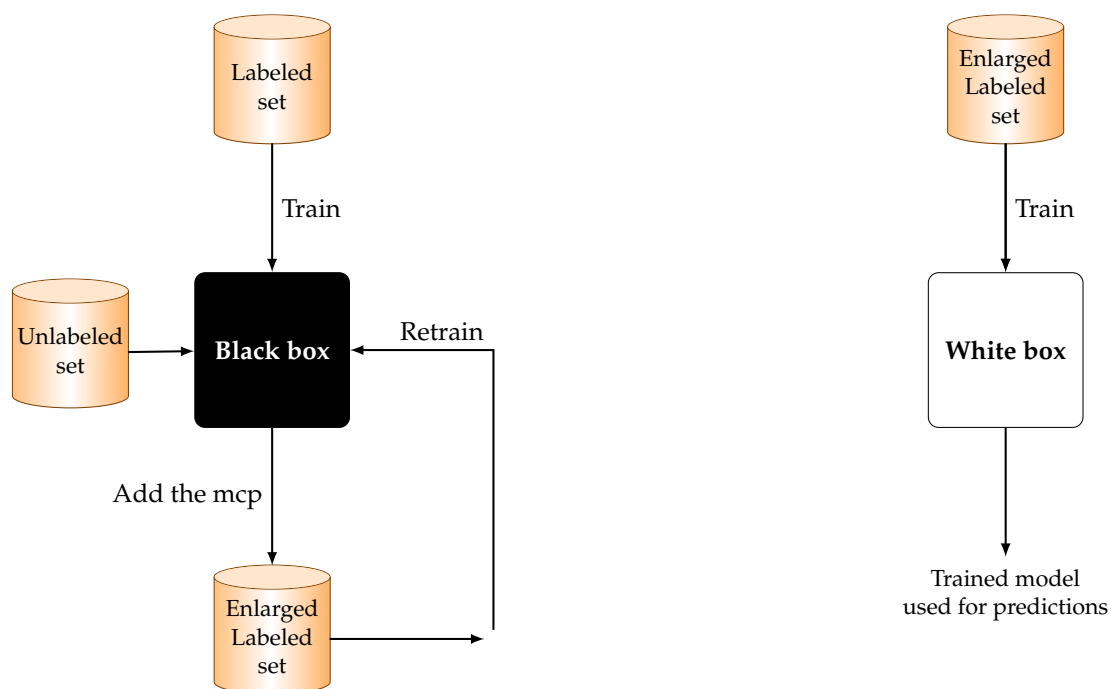 Labeled
set
Train
Unlabeled
set
Black box
Retrain
Add the mcp
Enlarged
Labeled
set
Enlarged
Labeled
set
Train
White box
Trained model
used for predictions